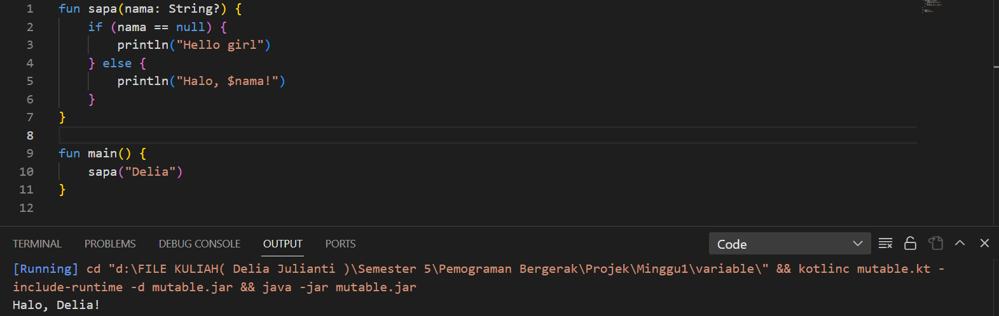 1 fun sapa(nama: String?) {
2     if (nama == null) {
3         println("Hello girl")
4     } else {
5         println("Halo, $nama!")
6     }
7 }
8
9 fun main() {
10     sapa("Delia")
11 }
12
TERMINAL PROBLEMS DEBUG CONSOLE OUTPUT PORTS Code
[Running] cd "d:\FILE KULIAH( Delia Julianti )\Semester 5\Pemograman Bergerak\Projek\Minggu1\variable\" && kotlinc mutable.kt -
include-runtime -d mutable.jar && java -jar mutable.jar
Halo, Delia!